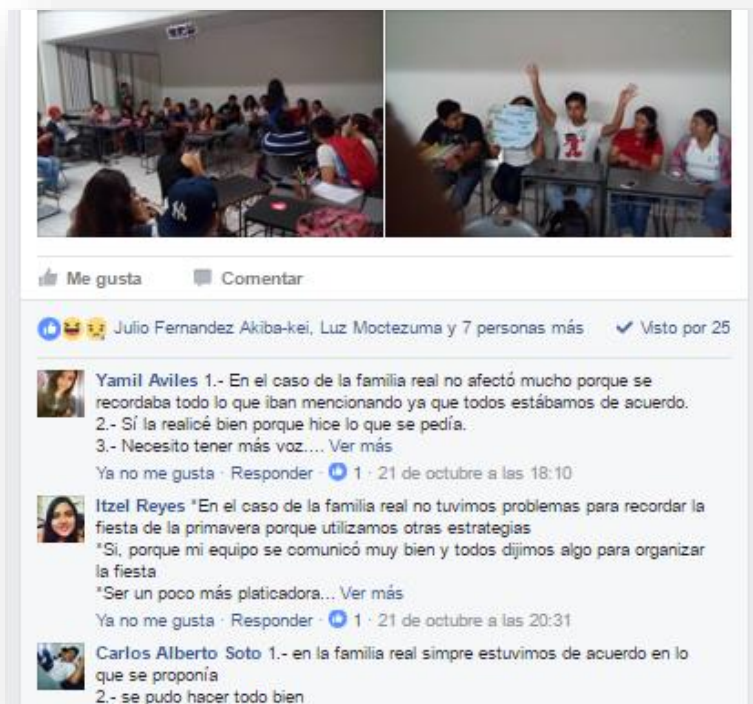 Me gusta Comentar
Julio Fernandez Akiba-kei, Luz Moctezuma y 7 personas más Visto por 25
Yamil Aviles 1.- En el caso de la familia real no afectó mucho porque se
recordaba todo lo que iban mencionando ya que todos estábamos de acuerdo.
2.- Sí la realicé bien porque hice lo que se pedía.
3.- Necesito tener más voz.... Ver más
Ya no me gusta · Responder · 1 · 21 de octubre a las 18:10
Itzel Reyes "En el caso de la familia real no tuvimos problemas para recordar la
fiesta de la primavera porque utilizamos otras estrategias
"Si, porque mi equipo se comunicó muy bien y todos dijimos algo para organizar
la fiesta
"Ser un poco más platicadora... Ver más
Ya no me gusta · Responder · 1 · 21 de octubre a las 20:31
Carlos Alberto Soto 1.- en la familia real simpre estuvimos de acuerdo en lo
que se proponía
2.- se pudo hacer todo bien